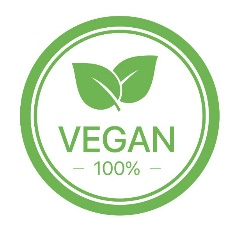 VEGAN
– 100% –